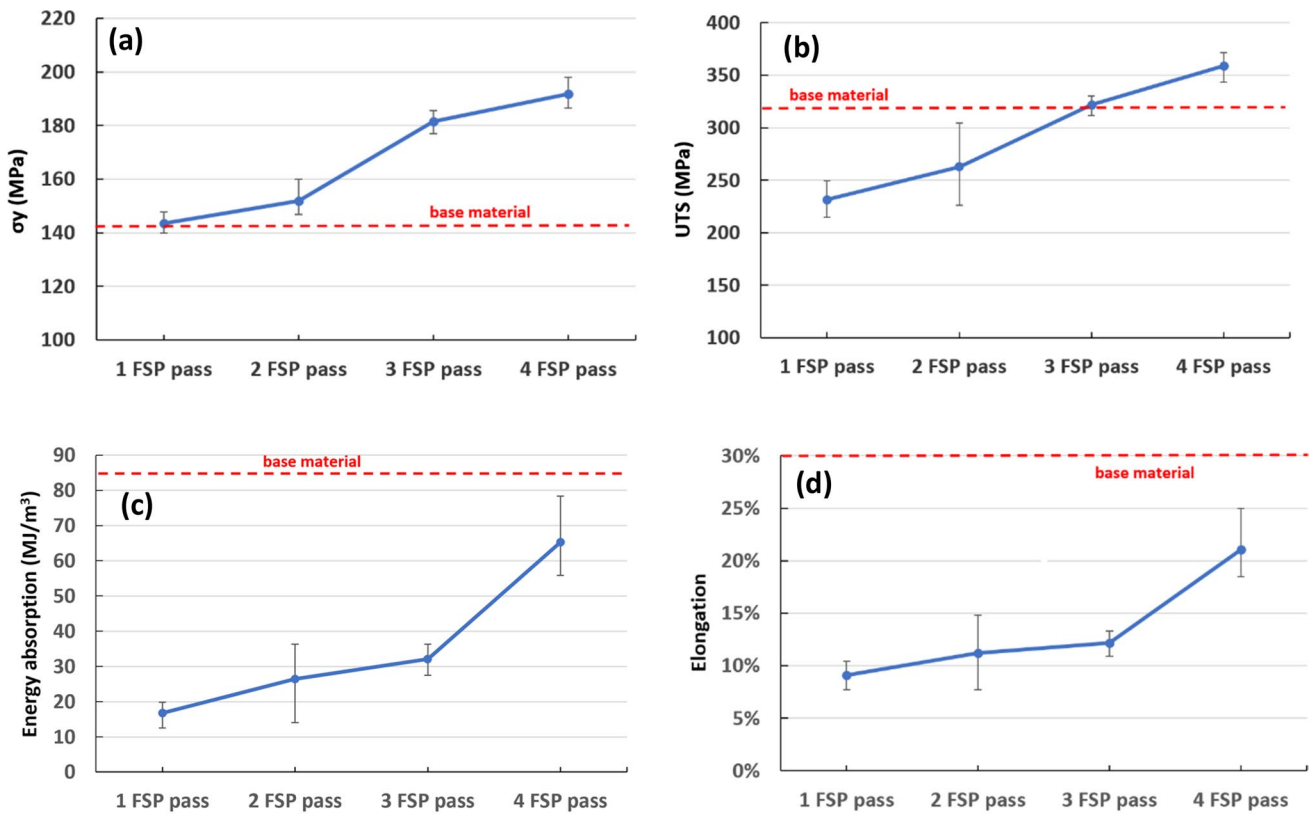 (a)
σy (MPa)
220
200
180
160
140
120
100
base material
1 FSP pass 2 FSP pass 3 FSP pass 4 FSP pass
(b)
UTS (MPa)
400
350
300
250
200
150
100
base material
1 FSP pass 2 FSP pass 3 FSP pass 4 FSP pass
(c)
Energy absorption (MJ/m³)
90
80
70
60
50
40
30
20
10
0
base material
1 FSP pass 2 FSP pass 3 FSP pass 4 FSP pass
(d)
Elongation
30%
25%
20%
15%
10%
5%
0%
base material
1 FSP pass 2 FSP pass 3 FSP pass 4 FSP pass